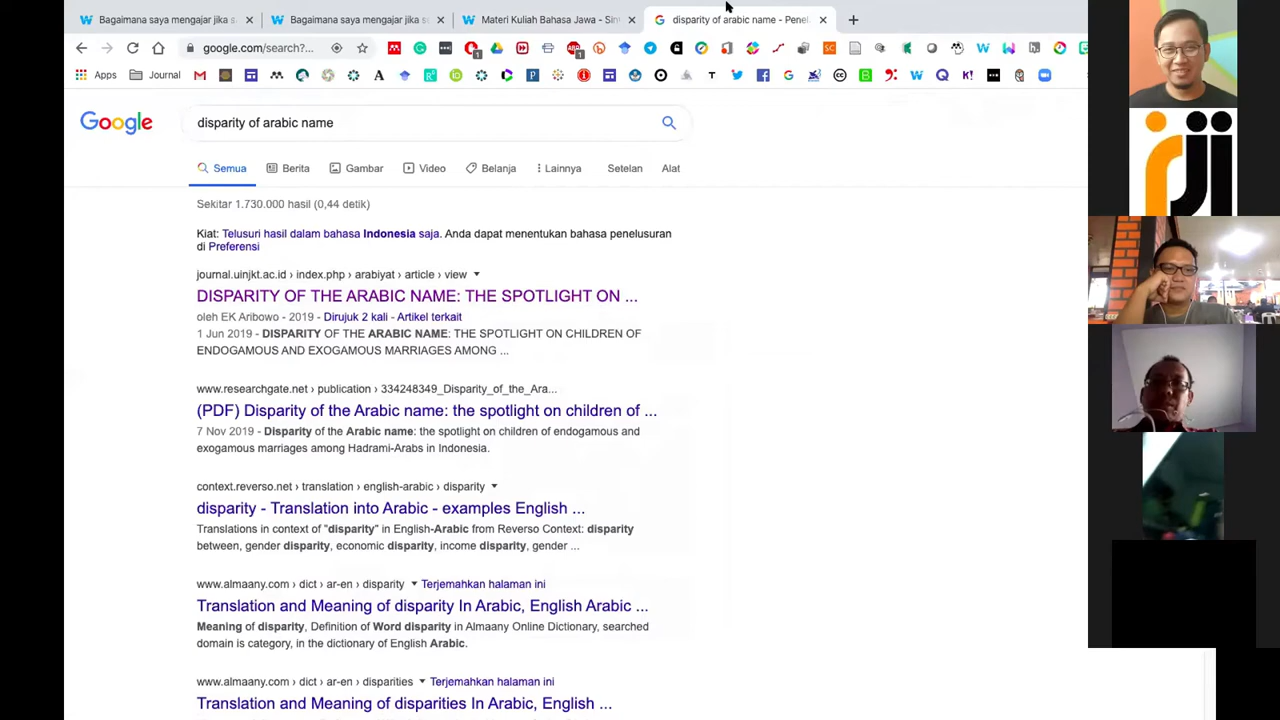 Bagaimana saya mengajar jika s
Bagaimana saya mengajar jika se
Materi Kuliah Bahasa Jawa - Sin
disparity of arabic name - Penel
google.com/search?...
Apps
Journal
Google
disparity of arabic name
Semua
Berita
Gambar
Video
Belanja
Lainnya
Setelan
Alat
Sekitar 1.730.000 hasil (0,44 detik)
Kiat: Telusuri hasil dalam bahasa Indonesia saja. Anda dapat menentukan bahasa penelusuran
di Preferensi
journal.uinjkt.ac.id › index.php › arabiyat › article › view
DISPARITY OF THE ARABIC NAME: THE SPOTLIGHT ON ...
oleh EK Aribowo - 2019 - Dirujuk 2 kali - Artikel terkait
1 Jun 2019 - DISPARITY OF THE ARABIC NAME: THE SPOTLIGHT ON CHILDREN OF
ENDOGAMOUS AND EXOGAMOUS MARRIAGES AMONG ...
www.researchgate.net › publication › 334248349_Disparity_of_the_Ara...
(PDF) Disparity of the Arabic name: the spotlight on children of ...
7 Nov 2019 - Disparity of the Arabic name: the spotlight on children of endogamous and
exogamous marriages among Hadrami-Arabs in Indonesia.
context.reverso.net › translation › english-arabic › disparity
disparity - Translation into Arabic - examples English ...
Translations in context of "disparity" in English-Arabic from Reverso Context: disparity
between, gender disparity, economic disparity, income disparity, gender ...
www.almaany.com › dict › ar-en › disparity Terjemahkan halaman ini
Translation and Meaning of disparity In Arabic, English Arabic ...
Meaning of disparity, Definition of Word disparity in Almaany Online Dictionary, searched
domain is category, in the dictionary of English Arabic.
www.almaany.com › dict › ar-en › disparities Terjemahkan halaman ini
Translation and Meaning of disparities In Arabic, English ...